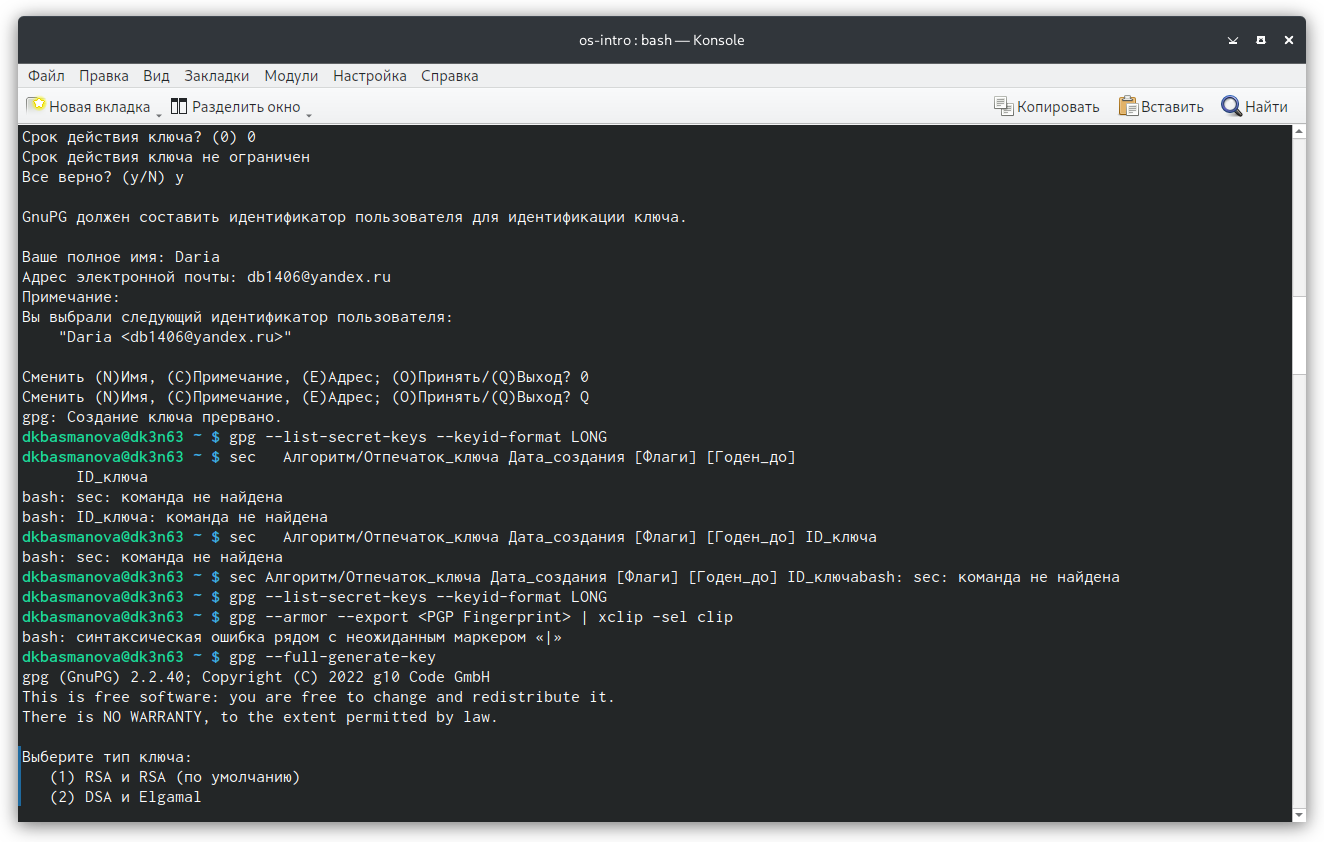 os-intro : bash — Konsole
Файл Правка Вид Закладки Модули Настройка Справка
Новая вкладка Разделить окно Копировать Вставить Найти
Срок действия ключа? (0) 0
Срок действия ключа не ограничен
Все верно? (y/N) y
GnuPG должен составить идентификатор пользователя для идентификации ключа.
Ваше полное имя: Daria
Адрес электронной почты: db1406@yandex.ru
Примечание:
Вы выбрали следующий идентификатор пользователя:
"Daria <db1406@yandex.ru>"
Сменить (N)Имя, (C)Примечание, (E)Адрес; (O)Принять/(Q)Выход? 0
Сменить (N)Имя, (C)Примечание, (E)Адрес; (O)Принять/(Q)Выход? Q
gpg: Создание ключа прервано.
dkbasmanova@dk3n63 ~ $ gpg --list-secret-keys --keyid-format LONG
dkbasmanova@dk3n63 ~ $ sec   Алгоритм/Отпечаток_ключа Дата_создания [Флаги] [Годен_до]
ID_ключа
bash: sec: команда не найдена
bash: ID_ключа: команда не найдена
dkbasmanova@dk3n63 ~ $ sec   Алгоритм/Отпечаток_ключа Дата_создания [Флаги] [Годен_до] ID_ключа
bash: sec: команда не найдена
dkbasmanova@dk3n63 ~ $ sec Алгоритм/Отпечаток_ключа Дата_создания [Флаги] [Годен_до] ID_ключаbash: sec: команда не найдена
dkbasmanova@dk3n63 ~ $ gpg --list-secret-keys --keyid-format LONG
dkbasmanova@dk3n63 ~ $ gpg --armor --export <PGP Fingerprint> | xclip -sel clip
bash: синтаксическая ошибка рядом с неожиданным маркером «|»
dkbasmanova@dk3n63 ~ $ gpg --full-generate-key
gpg (GnuPG) 2.2.40; Copyright (C) 2022 g10 Code GmbH
This is free software: you are free to change and redistribute it.
There is NO WARRANTY, to the extent permitted by law.
Выберите тип ключа:
(1) RSA и RSA (по умолчанию)
(2) DSA и Elgamal